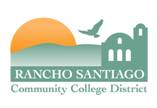 RANCHO SANTIAGO
Community College District